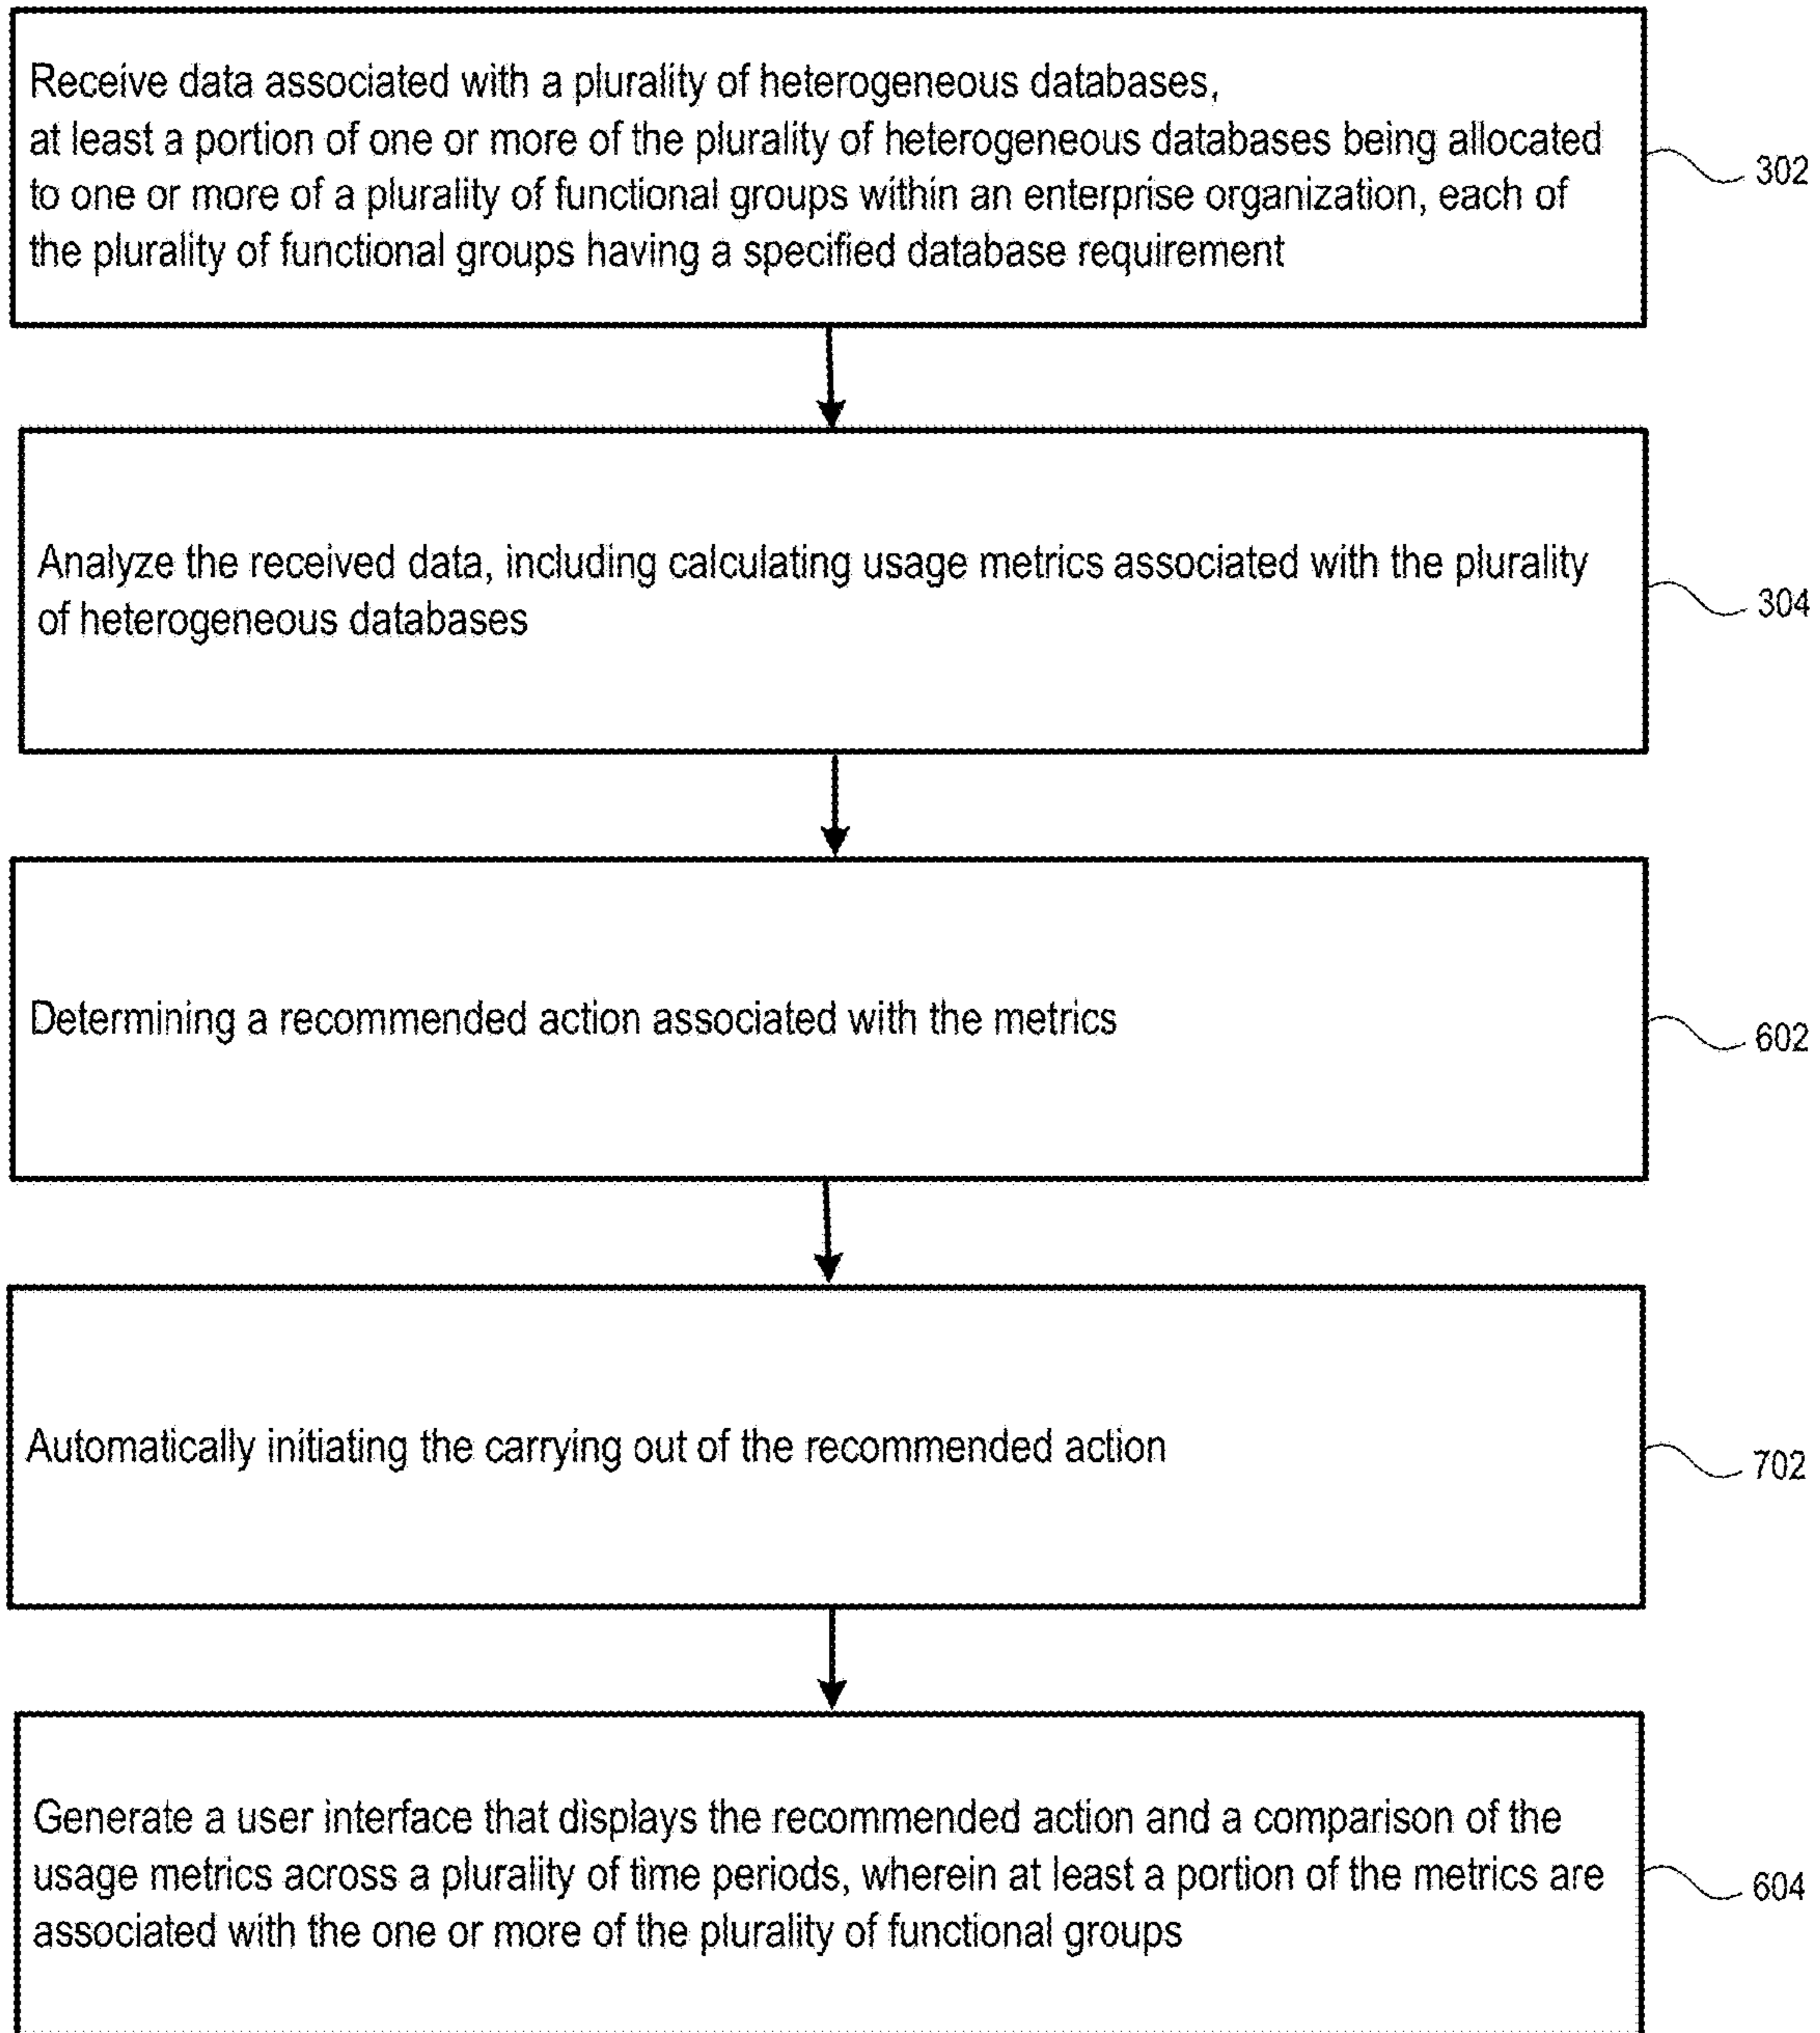 Receive data associated with a plurality of heterogeneous databases,
at least a portion of one or more of the plurality of heterogeneous databases being allocated
to one or more of a plurality of functional groups within an enterprise organization, each of
the plurality of functional groups having a specified database requirement
302
Analyze the received data, including calculating usage metrics associated with the plurality
of heterogeneous databases
304
Determining a recommended action associated with the metrics
602
Automatically initiating the carrying out of the recommended action
702
Generate a user interface that displays the recommended action and a comparison of the
usage metrics across a plurality of time periods, wherein at least a portion of the metrics are
associated with the one or more of the plurality of functional groups
604